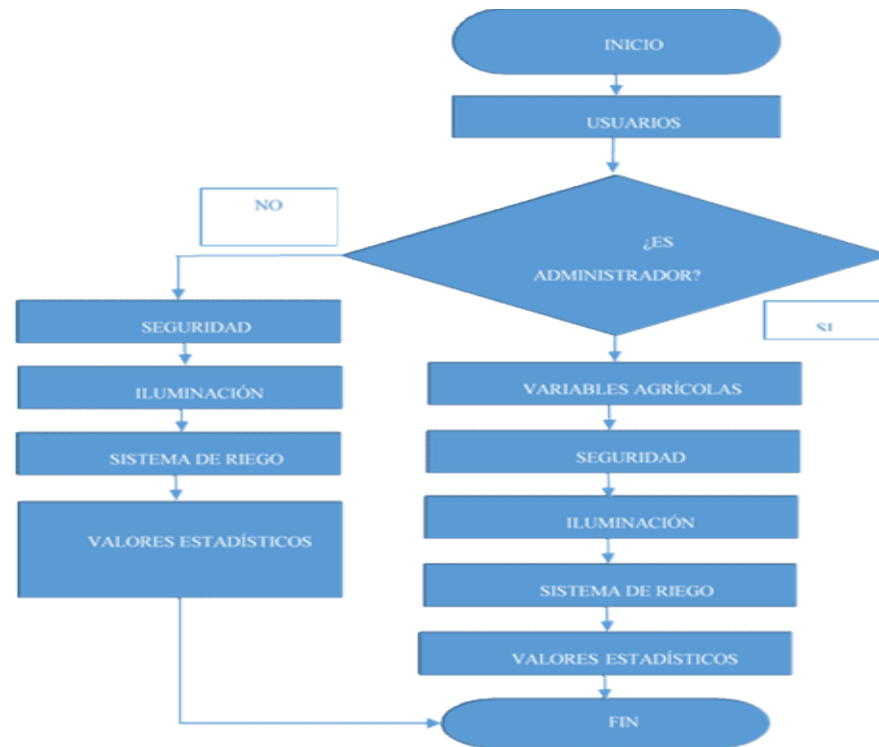 INICIO
USUARIOS
NO
¿ES
ADMINISTRADOR?
SI
SEGURIDAD
ILUMINACIÓN
SISTEMA DE RIEGO
VALORES ESTADÍSTICOS
VARIABLES AGRÍCOLAS
SEGURIDAD
ILUMINACIÓN
SISTEMA DE RIEGO
VALORES ESTADÍSTICOS
FIN